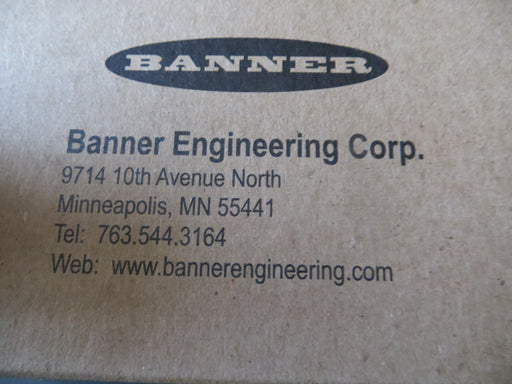 BANNER
Banner Engineering Corp.
9714 10th Avenue North
Minneapolis, MN 55441
Tel: 763.544.3164
Web: www.bannerengineering.com